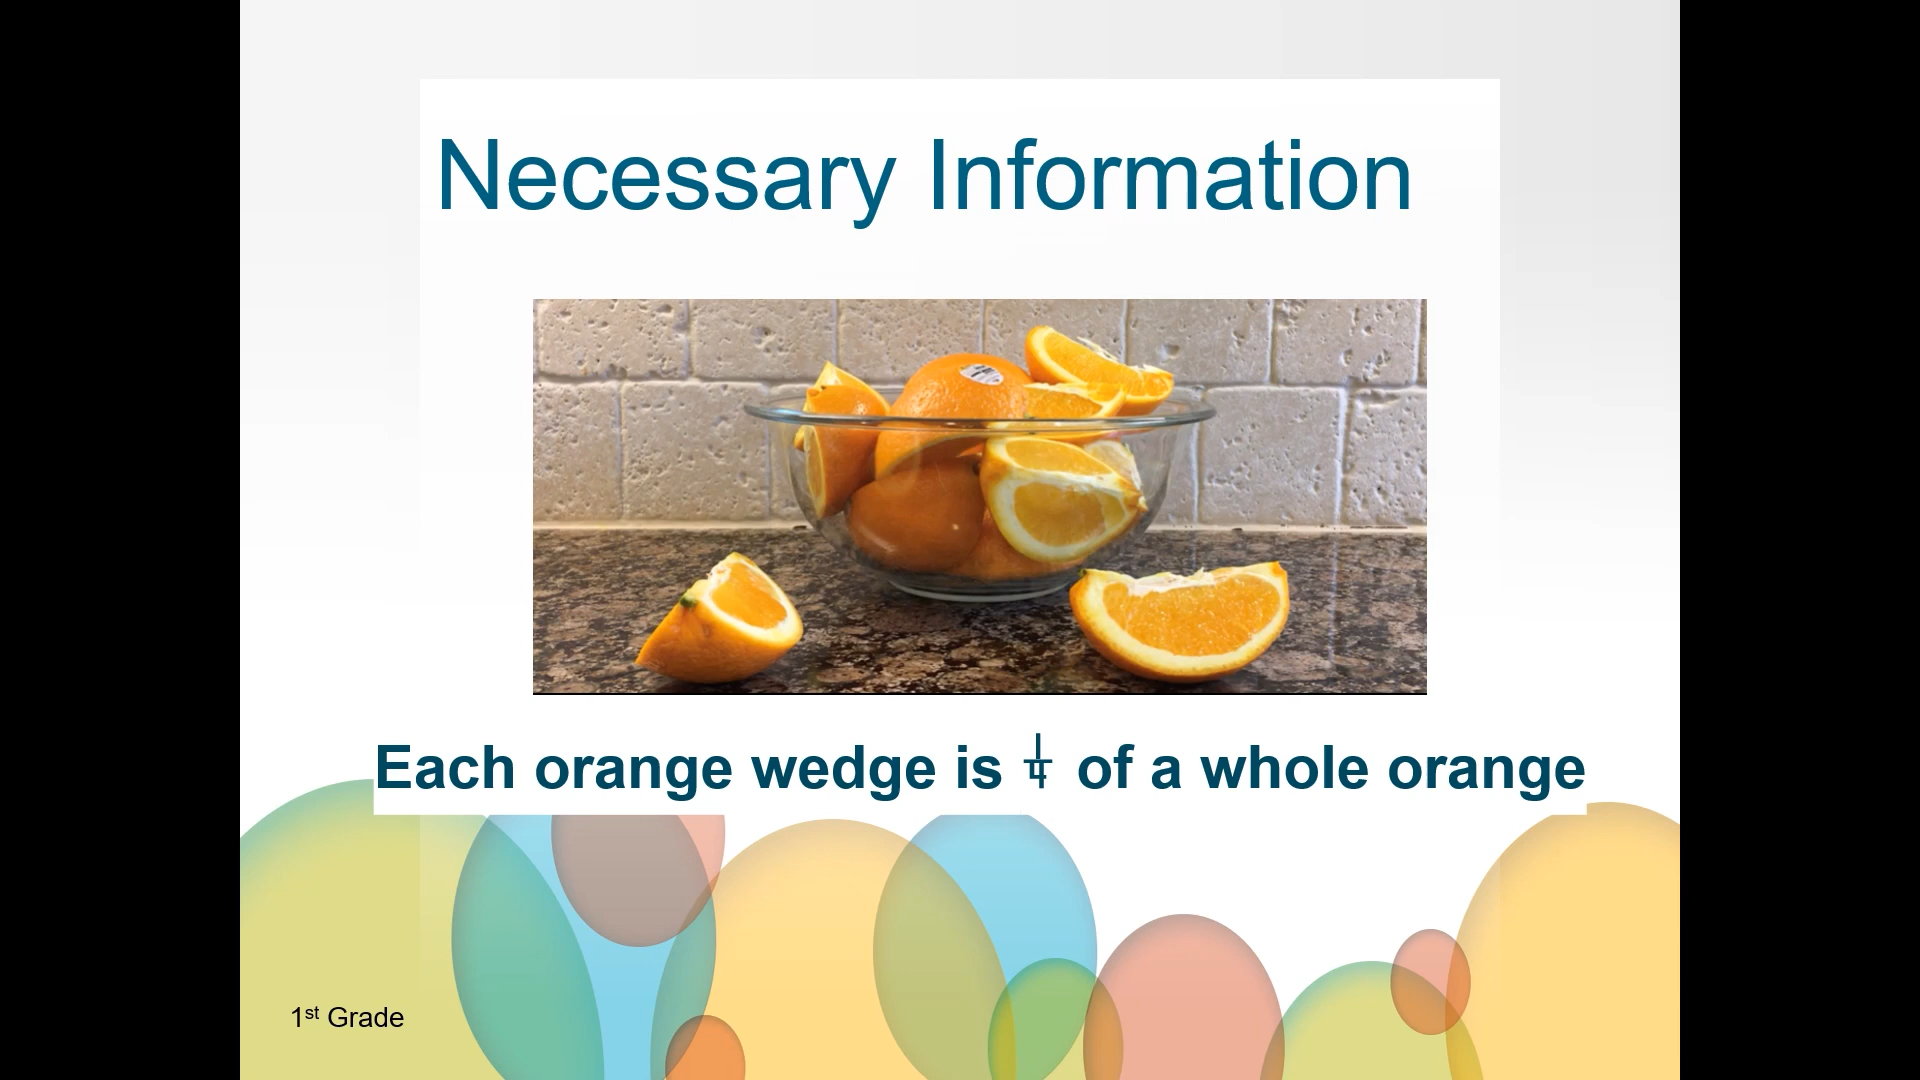 Necessary Information
Each orange wedge is 1/4 of a whole orange
1st Grade